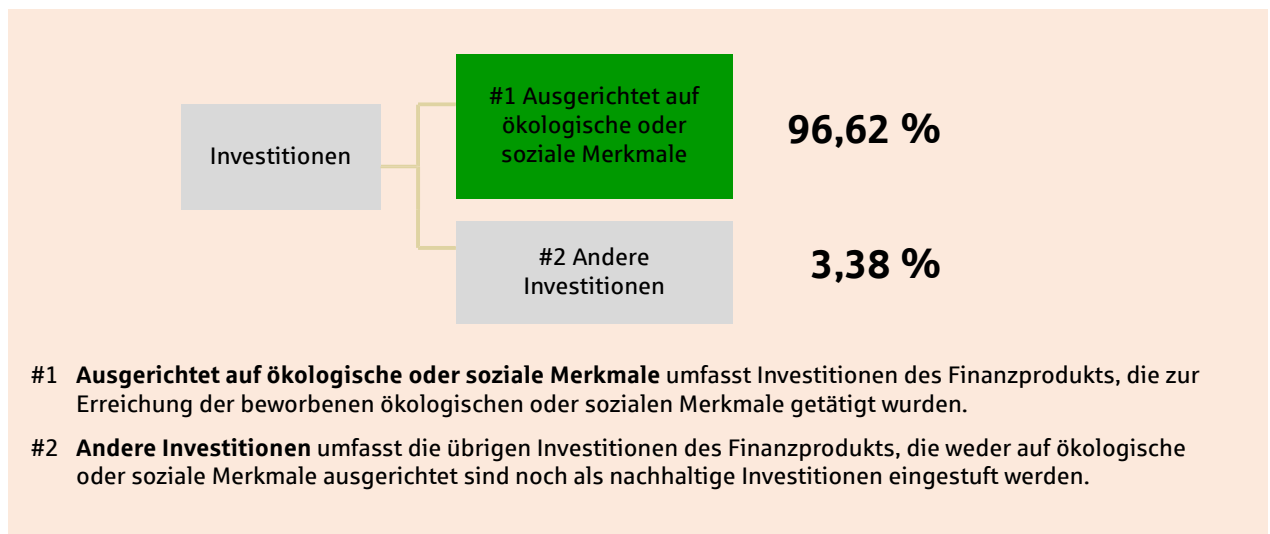 #1 Ausgerichtet auf
ökologische oder
soziale Merkmale
96,62 %
Investitionen
#2 Andere
Investitionen
3,38 %
#1 Ausgerichtet auf ökologische oder soziale Merkmale umfasst Investitionen des Finanzprodukts, die zur
Erreichung der beworbenen ökologischen oder sozialen Merkmale getätigt wurden.
#2 Andere Investitionen umfasst die übrigen Investitionen des Finanzprodukts, die weder auf ökologische
oder soziale Merkmale ausgerichtet sind noch als nachhaltige Investitionen eingestuft werden.